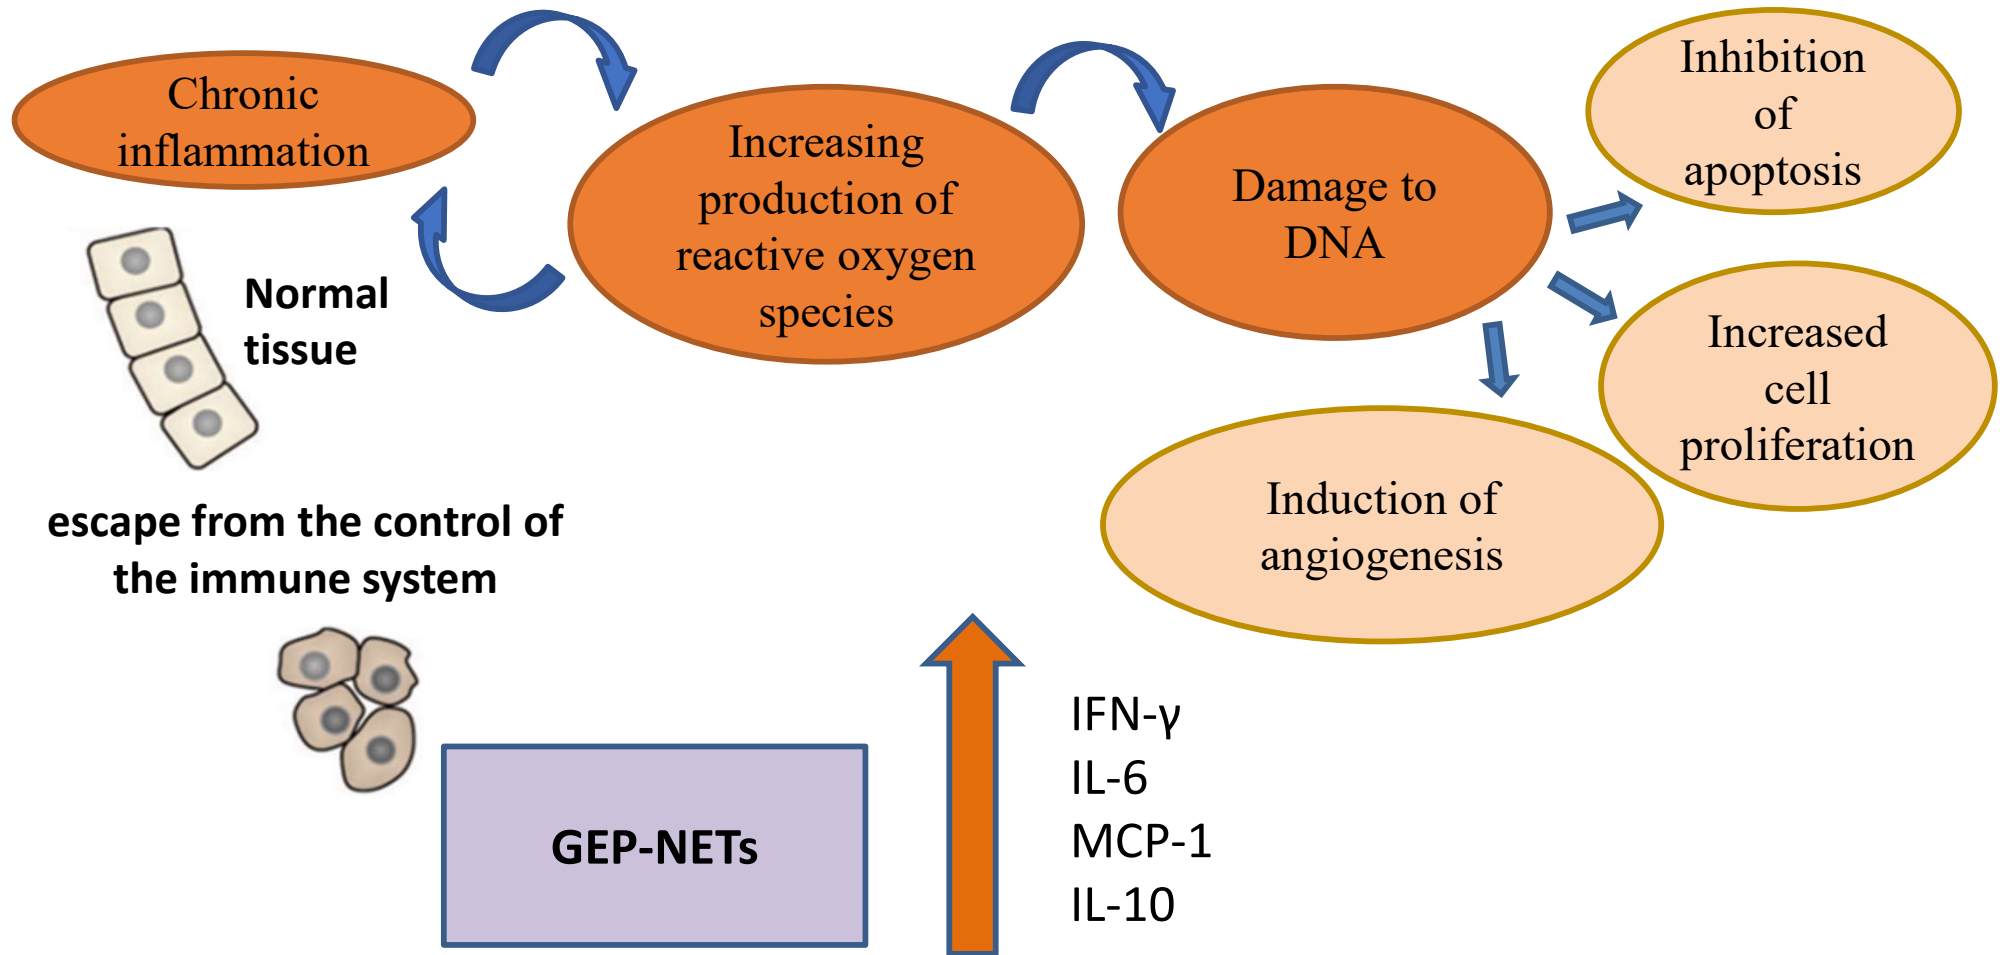 Chronic
inflammation
Increasing
production of
reactive oxygen
species
Damage to
DNA
Inhibition
of
apoptosis
Increased
cell
proliferation
Induction of
angiogenesis
Normal
tissue
escape from the control of
the immune system
GEP-NETs
IFN-γ
IL-6
MCP-1
IL-10